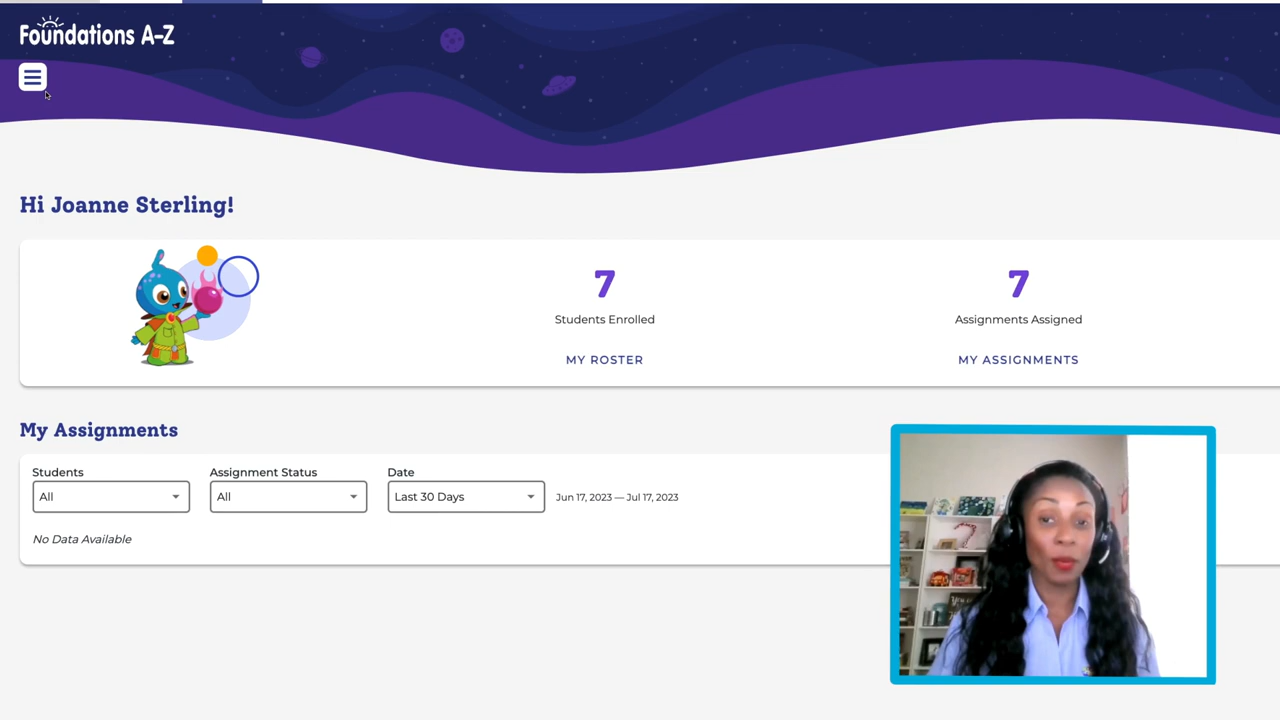 Foundations A-Z
Hi Joanne Sterling!
7
Students Enrolled
MY ROSTER
7
Assignments Assigned
MY ASSIGNMENTS
My Assignments
Students
All
Assignment Status
All
Date
Last 30 Days
Jun 17, 2023 — Jul 17, 2023
No Data Available